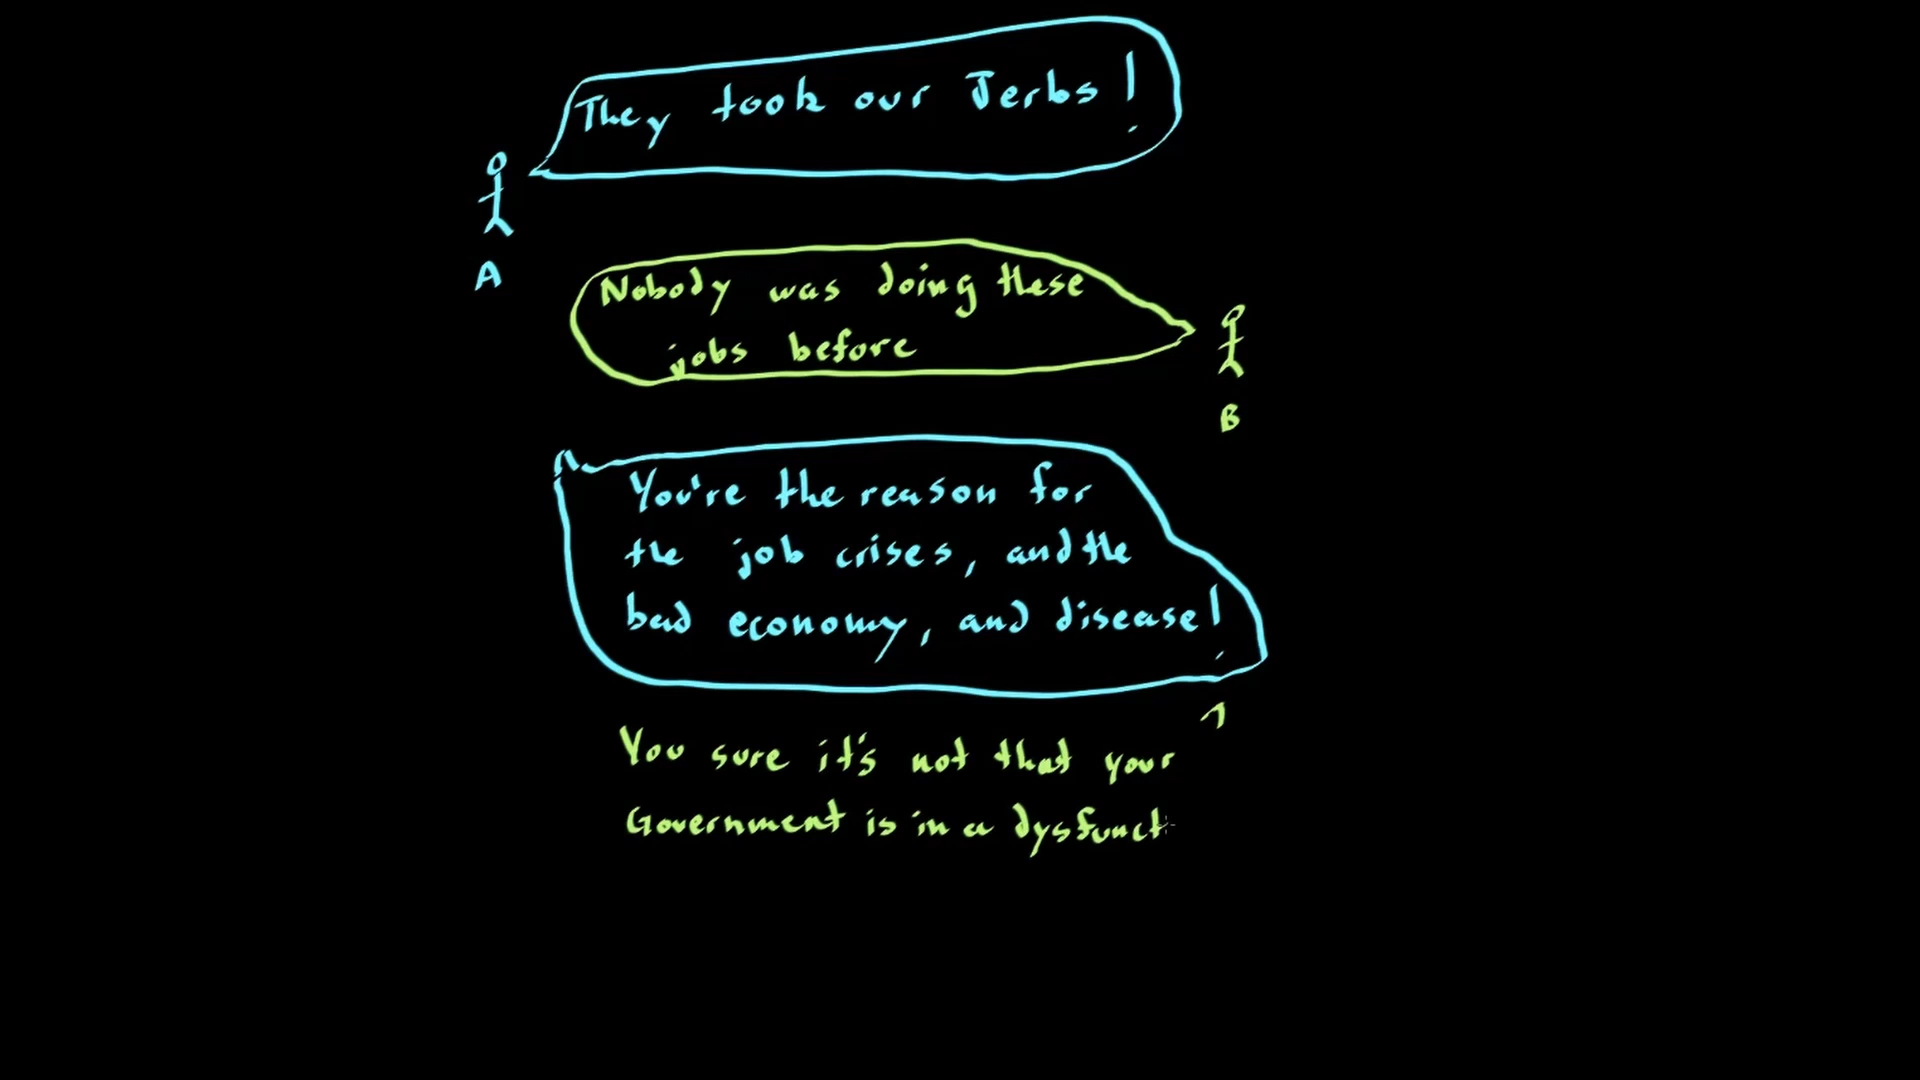 They took our Jerbs!
A
Nobody was doing these
jobs before
B
You're the reason for
the job crises, and the
bad economy, and disease!
You sure it's not that your
Government is in a dysfunct